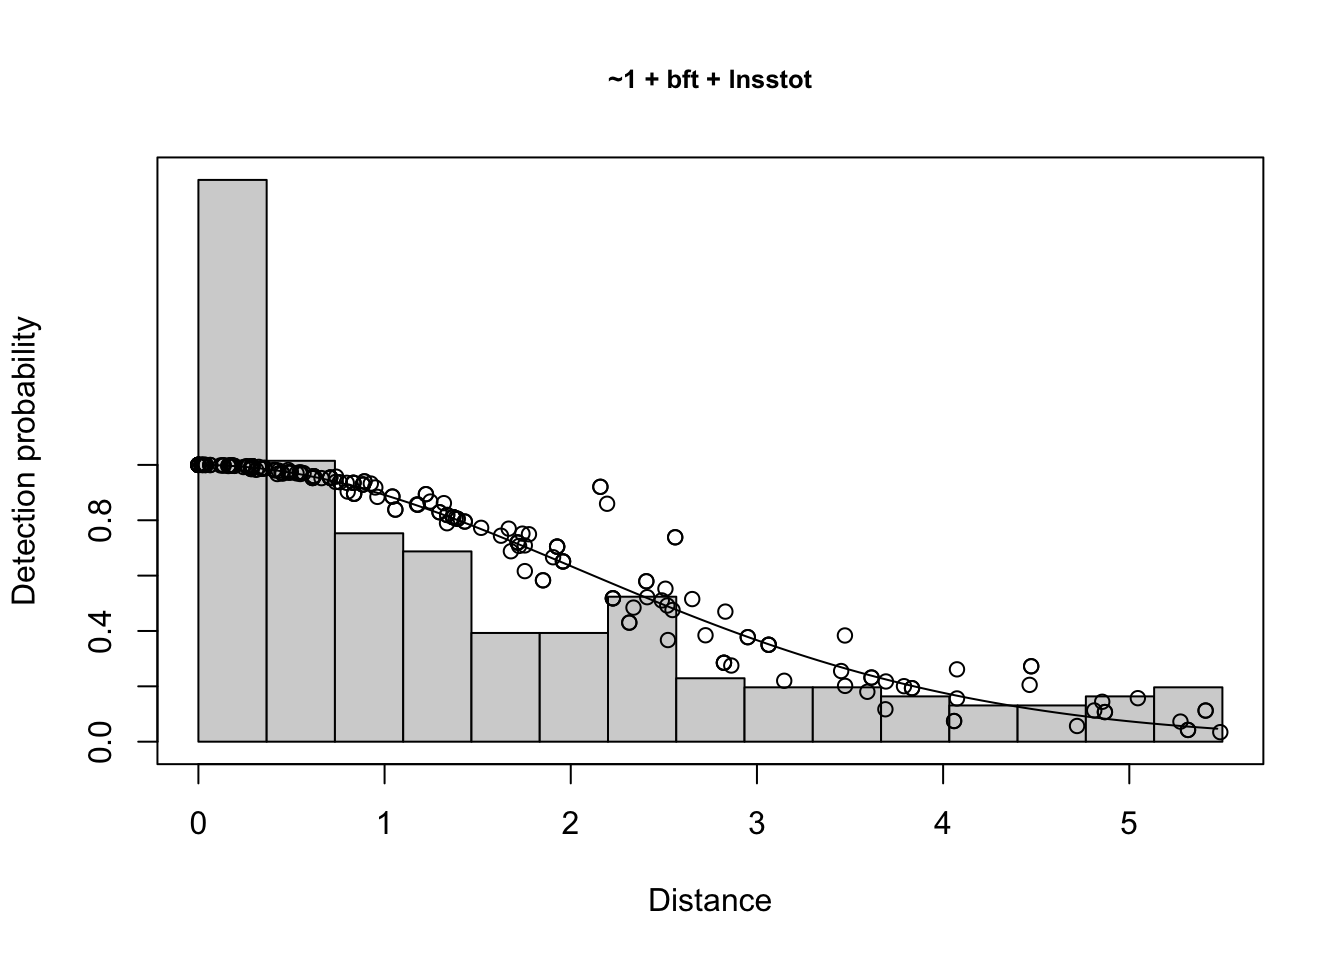 ~1 + bft + lnsstot
Detection probability
0.8
0.4
0.0
0 1 2 3 4 5
Distance